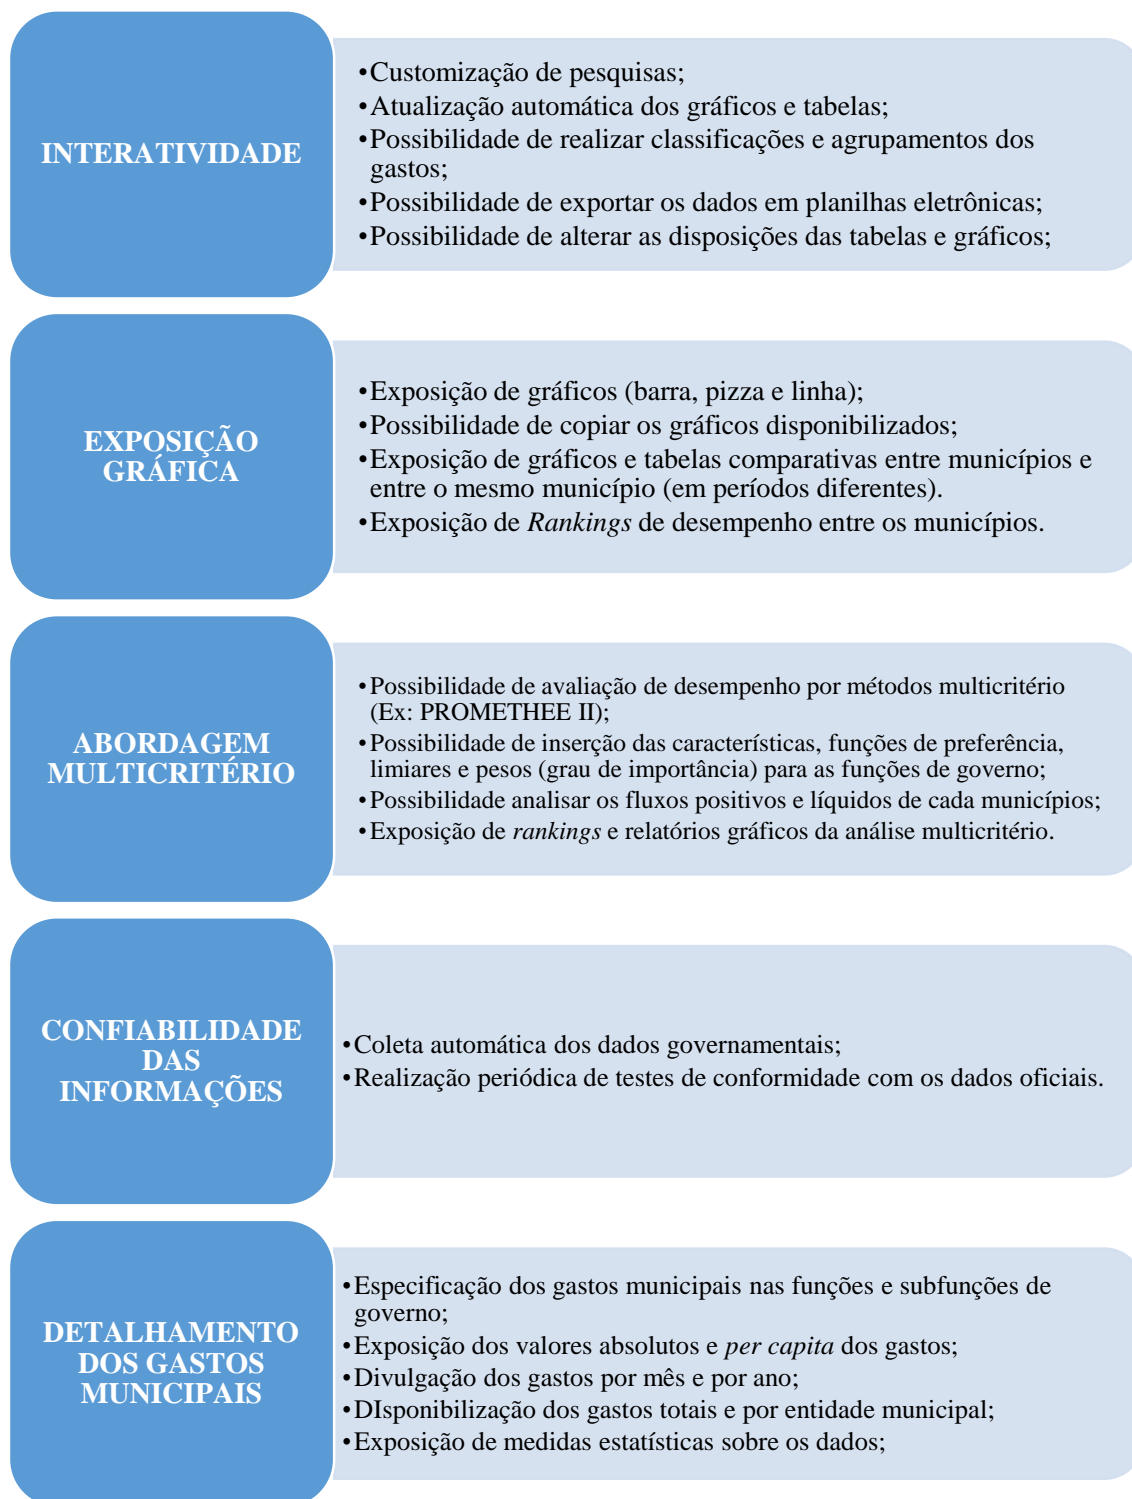 INTERATIVIDADE
•Customização de pesquisas;
•Atualização automática dos gráficos e tabelas;
•Possibilidade de realizar classificações e agrupamentos dos
gastos;
•Possibilidade de exportar os dados em planilhas eletrônicas;
•Possibilidade de alterar as disposições das tabelas e gráficos;
EXPOSIÇÃO
GRÁFICA
•Exposição de gráficos (barra, pizza e linha);
•Possibilidade de copiar os gráficos disponibilizados;
•Exposição de gráficos e tabelas comparativas entre municípios e
entre o mesmo município (em períodos diferentes).
•Exposição de Rankings de desempenho entre os municípios.
ABORDAGEM
MULTICRITÉRIO
•Possibilidade de avaliação de desempenho por métodos multicritério
(Ex: PROMETHEE II);
•Possibilidade de inserção das características, funções de preferência,
limiares e pesos (grau de importância) para as funções de governo;
•Possibilidade analisar os fluxos positivos e líquidos de cada municípios;
•Exposição de rankings e relatórios gráficos da análise multicritério.
CONFIABILIDADE
DAS
INFORMAÇÕES
•Coleta automática dos dados governamentais;
•Realização periódica de testes de conformidade com os dados oficiais.
DETALHAMENTO
DOS GASTOS
MUNICIPAIS
•Especificação dos gastos municipais nas funções e subfunções de
governo;
•Exposição dos valores absolutos e per capita dos gastos;
•Divulgação dos gastos por mês e por ano;
•DIsponibilização dos gastos totais e por entidade municipal;
•Exposição de medidas estatísticas sobre os dados;